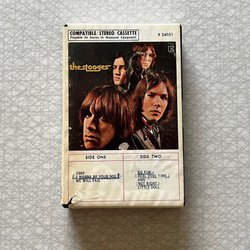 COMPATIBLE STEREO CASSETTE
Playable On Stereo Or Monaural Equipment
X 54051
the stooges
SIDE ONE
SIDE TWO
1969
I WANNA BE YOUR DOG
WE WILL FALL
NO FUN
REAL COOL TIME
ANN
NOT RIGHT
LITTLE DOLL